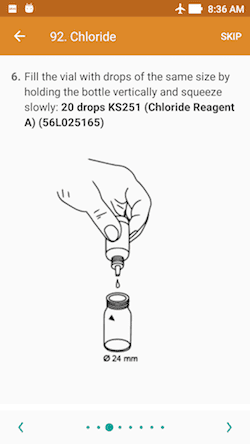 8:36 AM
92. Chloride
SKIP
6. Fill the vial with drops of the same size by
holding the bottle vertically and squeeze
slowly: 20 drops KS251 (Chloride Reagent
A) (56L025165)
Ø 24 mm